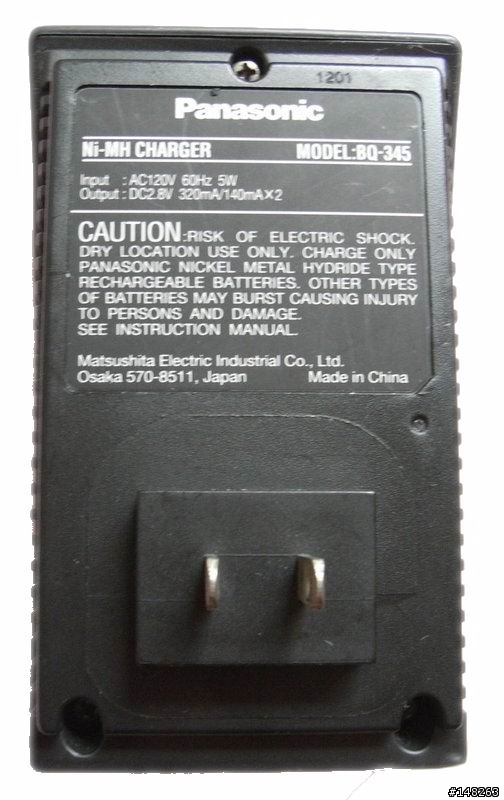 1201
Panasonic
Ni-MH CHARGER MODEL:BQ-345
Input : AC120V 60Hz 5W
Output : DC2.8V 320mA/140mA×2
CAUTION:RISK OF ELECTRIC SHOCK.
DRY LOCATION USE ONLY. CHARGE ONLY
PANASONIC NICKEL METAL HYDRIDE TYPE
RECHARGEABLE BATTERIES. OTHER TYPES
OF BATTERIES MAY BURST CAUSING INJURY
TO PERSONS AND DAMAGE.
SEE INSTRUCTION MANUAL.
Matsushita Electric Industrial Co., Ltd.
Osaka 570-8511, Japan Made in China
#148263